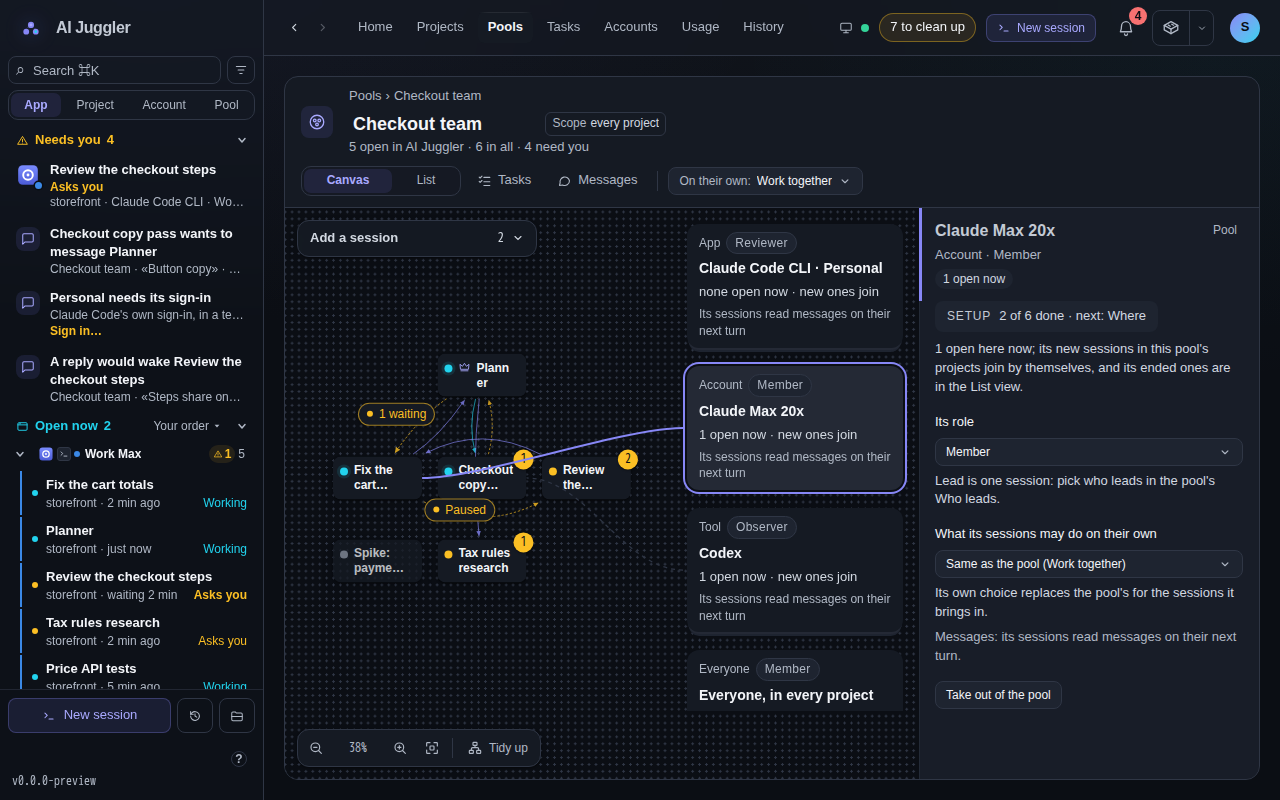 AI Juggler
Search ⌘K
App Project Account Pool
Needs you 4
Review the checkout steps
Asks you
storefront · Claude Code CLI · Wo…
Checkout copy pass wants to
message Planner
Checkout team · «Button copy» · …
Personal needs its sign-in
Claude Code's own sign-in, in a te…
Sign in…
A reply would wake Review the
checkout steps
Checkout team · «Steps share on…
Open now 2
Your order
Work Max
1 5
Fix the cart totals
storefront · 2 min ago Working
Planner
storefront · just now Working
Review the checkout steps
storefront · waiting 2 min Asks you
Tax rules research
storefront · 2 min ago Asks you
Price API tests
storefront · 5 min ago Working
New session
?
v0.0.0-preview
Home Projects Pools Tasks Accounts Usage History
7 to clean up
New session
4
S
Pools › Checkout team
Checkout team
Scope every project
5 open in AI Juggler · 6 in all · 4 need you
Canvas List Tasks Messages
On their own: Work together
Add a session 2
Plann
er
1 waiting
Fix the
cart…
Checkout
copy…
1
Review
the…
2
Paused
Spike:
payme…
Tax rules
research
1
App Reviewer
Claude Code CLI · Personal
none open now · new ones join
Its sessions read messages on their
next turn
Account Member
Claude Max 20x
1 open now · new ones join
Its sessions read messages on their
next turn
Tool Observer
Codex
1 open now · new ones join
Its sessions read messages on their
next turn
Everyone Member
Everyone, in every project
38%
Tidy up
Claude Max 20x
Pool
Account · Member
1 open now
SETUP 2 of 6 done · next: Where
1 open here now; its new sessions in this pool's
projects join by themselves, and its ended ones are
in the List view.
Its role
Member
Lead is one session: pick who leads in the pool's
Who leads.
What its sessions may do on their own
Same as the pool (Work together)
Its own choice replaces the pool's for the sessions it
brings in.
Messages: its sessions read messages on their next
turn.
Take out of the pool